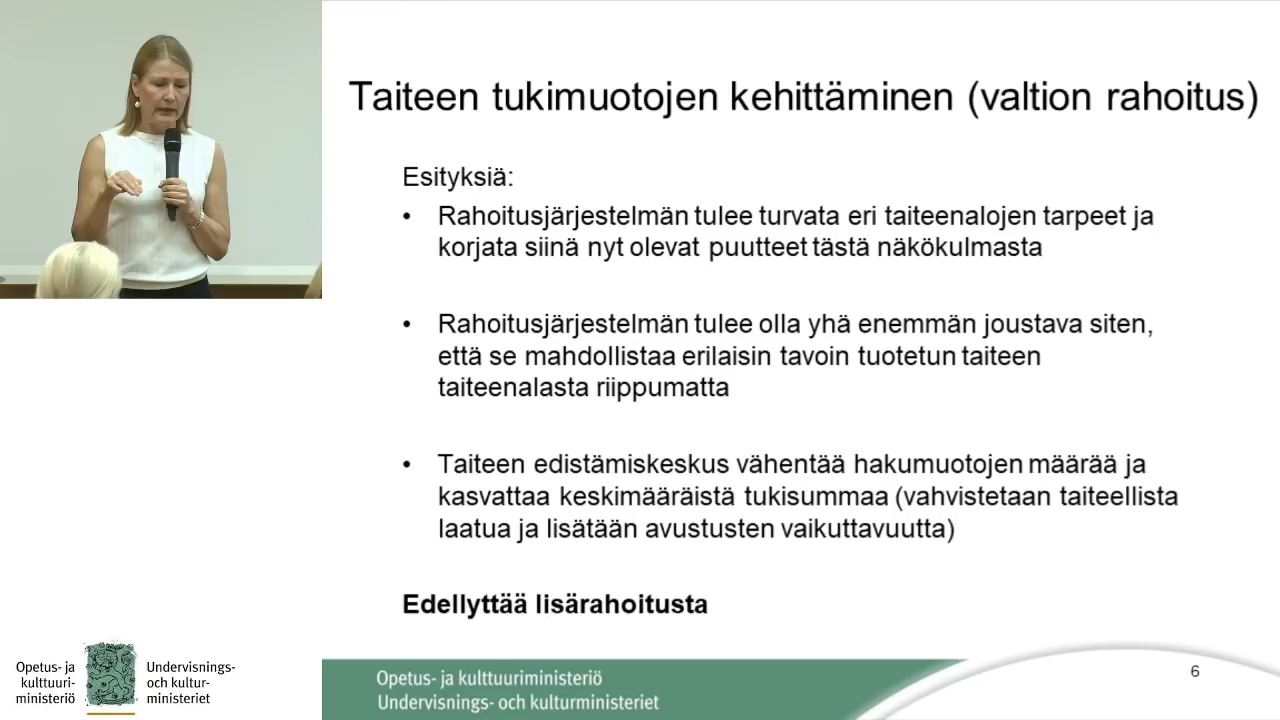 Taiteen tukimuotojen kehittäminen (valtion rahoitus)
Esityksiä:
• Rahoitusjärjestelmän tulee turvata eri taiteenalojen tarpeet ja
korjata siinä nyt olevat puutteet tästä näkökulmasta
• Rahoitusjärjestelmän tulee olla yhä enemmän joustava siten,
että se mahdollistaa erilaisin tavoin tuotetun taiteen
taiteenalasta riippumatta
• Taiteen edistämiskeskus vähentää hakumuotojen määrää ja
kasvattaa keskimääräistä tukisummaa (vahvistetaan taiteellista
laatua ja lisätään avustusten vaikuttavuutta)
Edellyttää lisärahoitusta
Opetus- ja
kulttuuri-
ministeriö
Undervisnings-
och kultur-
ministeriet
Opetus- ja kulttuuriministeriö
Undervisnings- och kulturministeriet
6